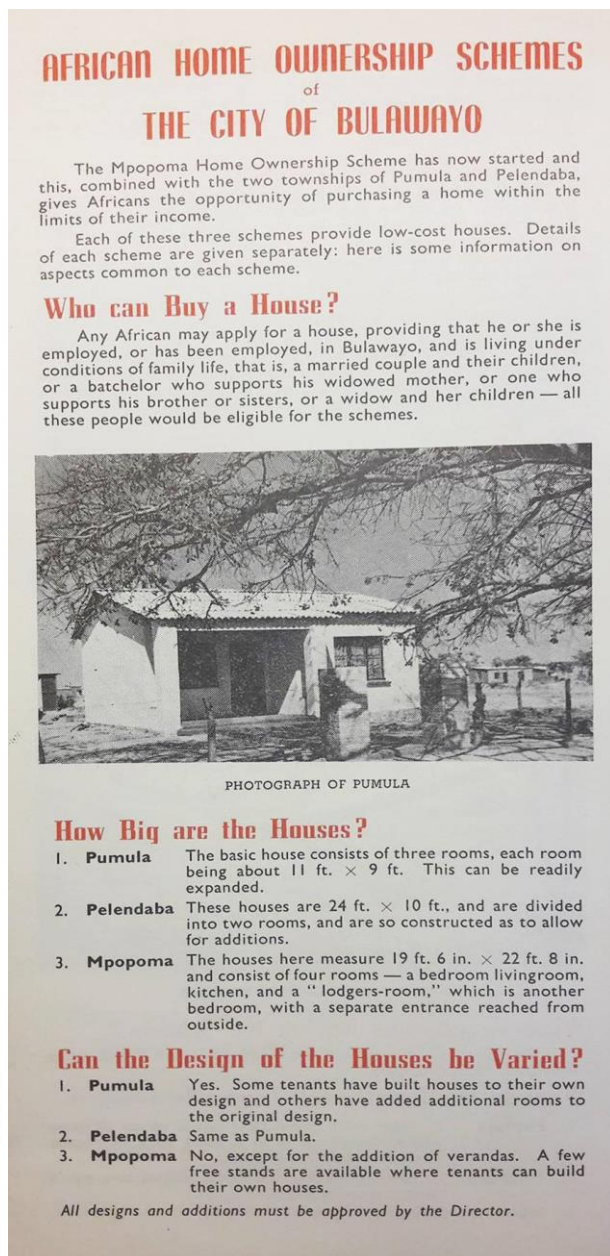 AFRICAN HOME OWNERSHIP SCHEMES
of
THE CITY OF BULAWAYO
The Mpopoma Home Ownership Scheme has now started and
this, combined with the two townships of Pumula and Pelendaba,
gives Africans the opportunity of purchasing a home within the
limits of their income.
Each of these three schemes provide low-cost houses. Details
of each scheme are given separately: here is some information on
aspects common to each scheme.
Who can Buy a House?
Any African may apply for a house, providing that he or she is
employed, or has been employed, in Bulawayo, and is living under
conditions of family life, that is, a married couple and their children,
or a batchelor who supports his widowed mother, or one who
supports his brother or sisters, or a widow and her children — all
these people would be eligible for the schemes.
PHOTOGRAPH OF PUMULA
How Big are the Houses?
1. Pumula The basic house consists of three rooms, each room
being about 11 ft. × 9 ft. This can be readily
expanded.
2. Pelendaba These houses are 24 ft. × 10 ft., and are divided
into two rooms, and are so constructed as to allow
for additions.
3. Mpopoma The houses here measure 19 ft. 6 in. × 22 ft. 8 in.
and consist of four rooms — a bedroom livingroom,
kitchen, and a " lodgers-room," which is another
bedroom, with a separate entrance reached from
outside.
Can the Design of the Houses be Varied?
1. Pumula Yes. Some tenants have built houses to their own
design and others have added additional rooms to
the original design.
2. Pelendaba Same as Pumula.
3. Mpopoma No, except for the addition of verandas. A few
free stands are available where tenants can build
their own houses.
All designs and additions must be approved by the Director.